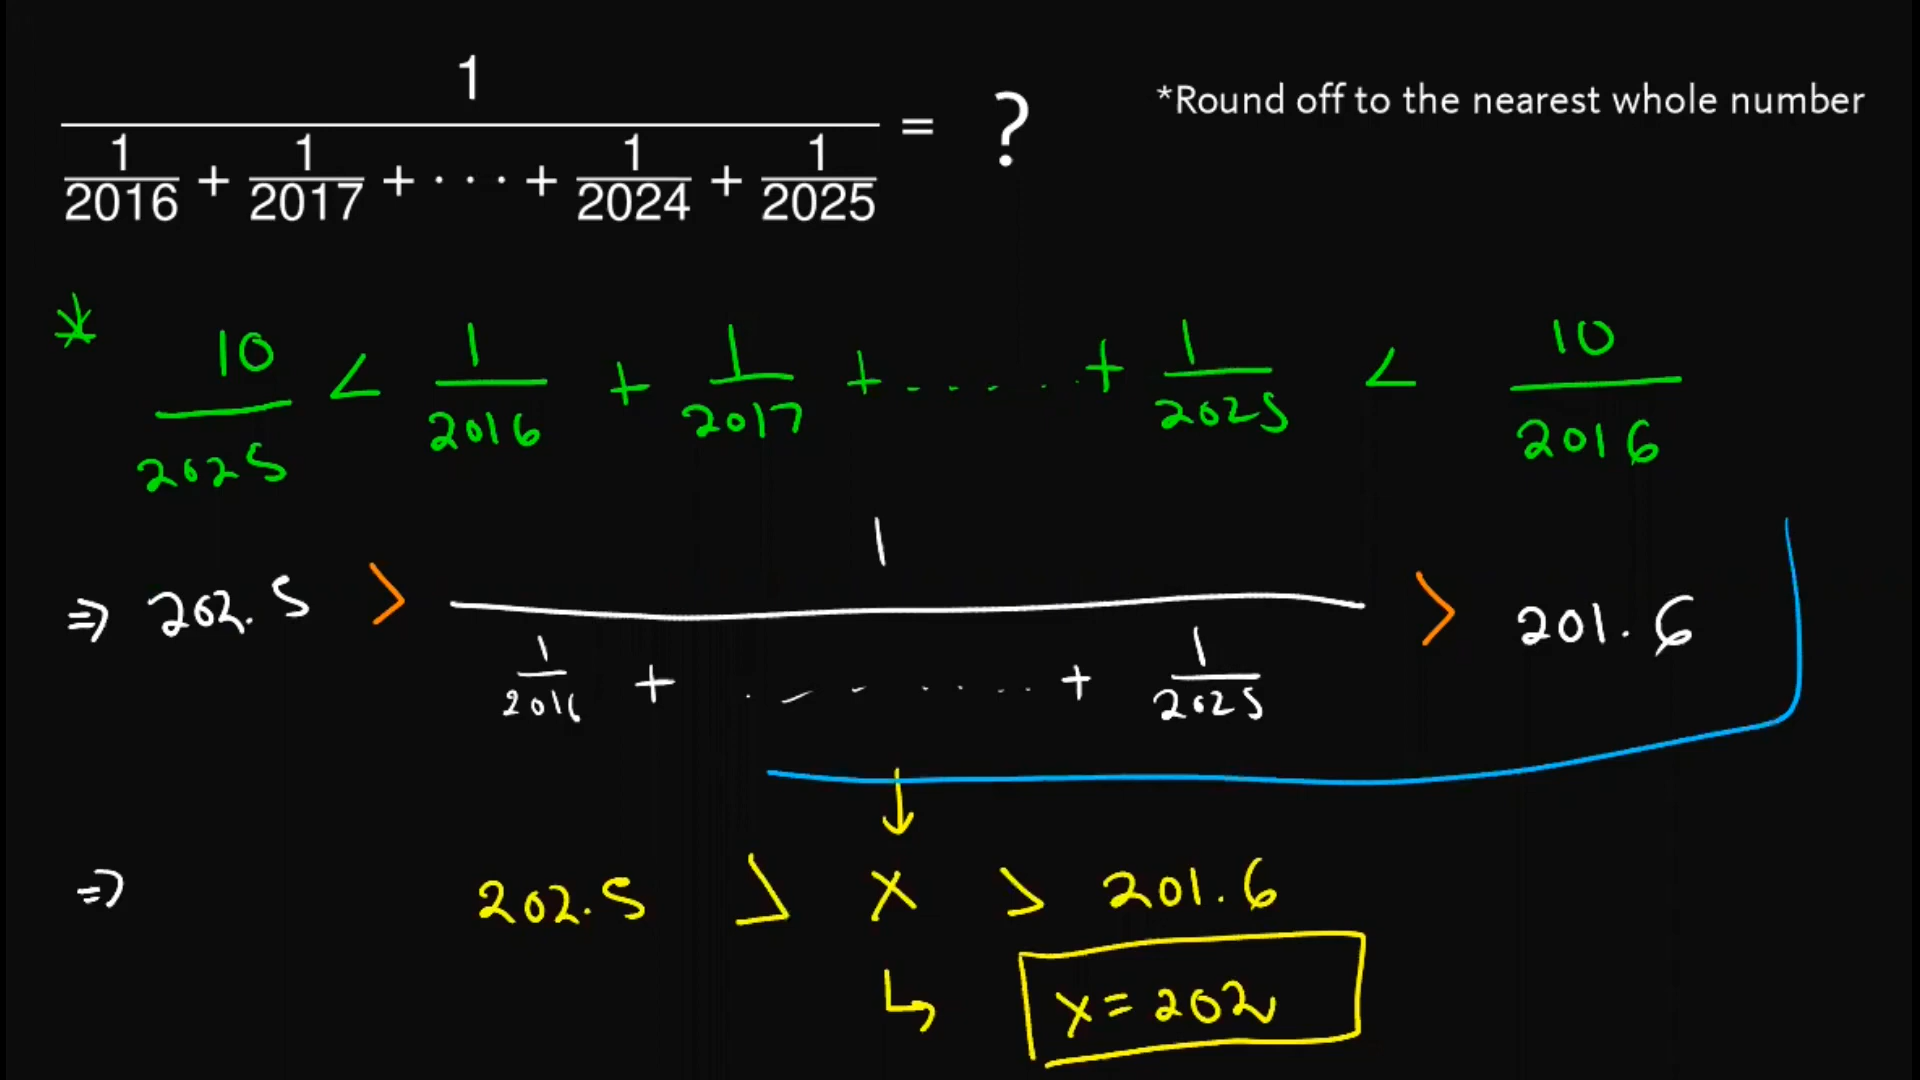 1
――――――――――――――――
1/2016 + 1/2017 + · · · + 1/2024 + 1/2025 = ?
*Round off to the nearest whole number
* 10/2025 < 1/2016 + 1/2017 + ....... + 1/2025 < 10/2016
⇒ 202.5 > 1/(1/2016 + ........ + 1/2025) > 201.6
↓
⇒ 202.5 > x > 201.6
↳ x = 202